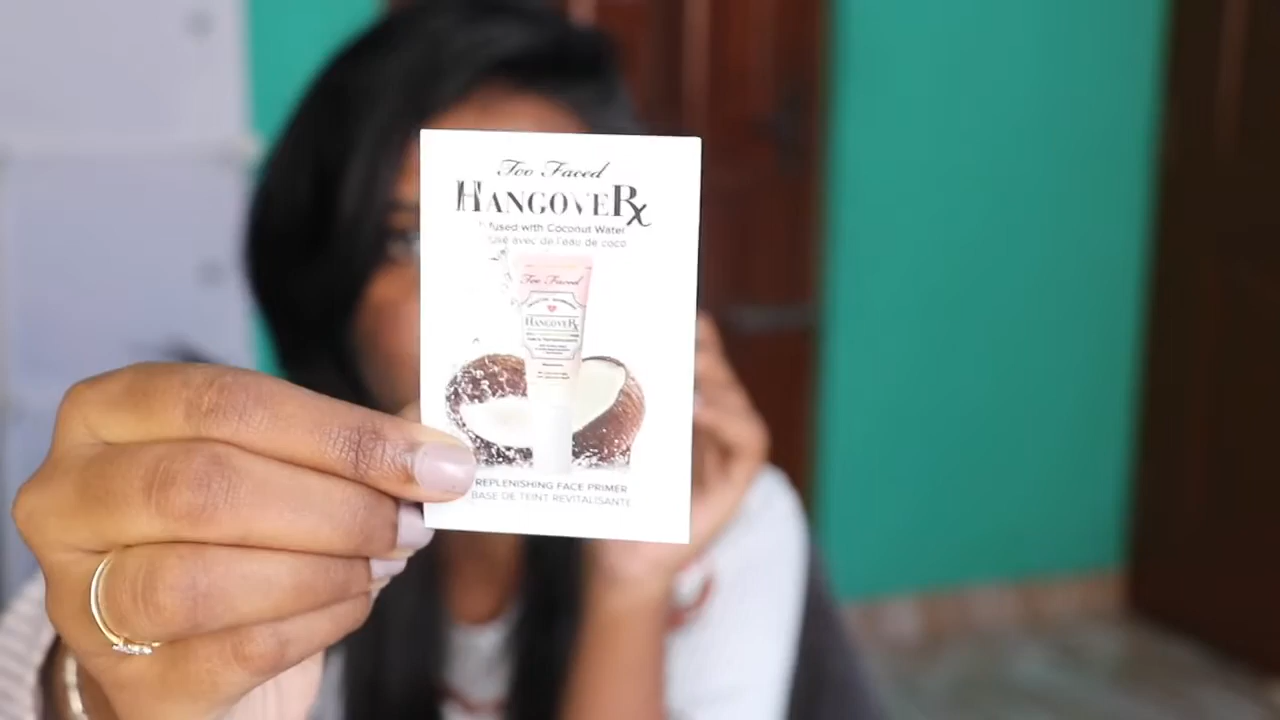 Too Faced
HANGOVERx
fused with Coconut Water
avec de l'eau de coco
Too Faced
HANGOVERx
REPLENISHING FACE PRIMER
BASE DE TEINT REVITALISANTE